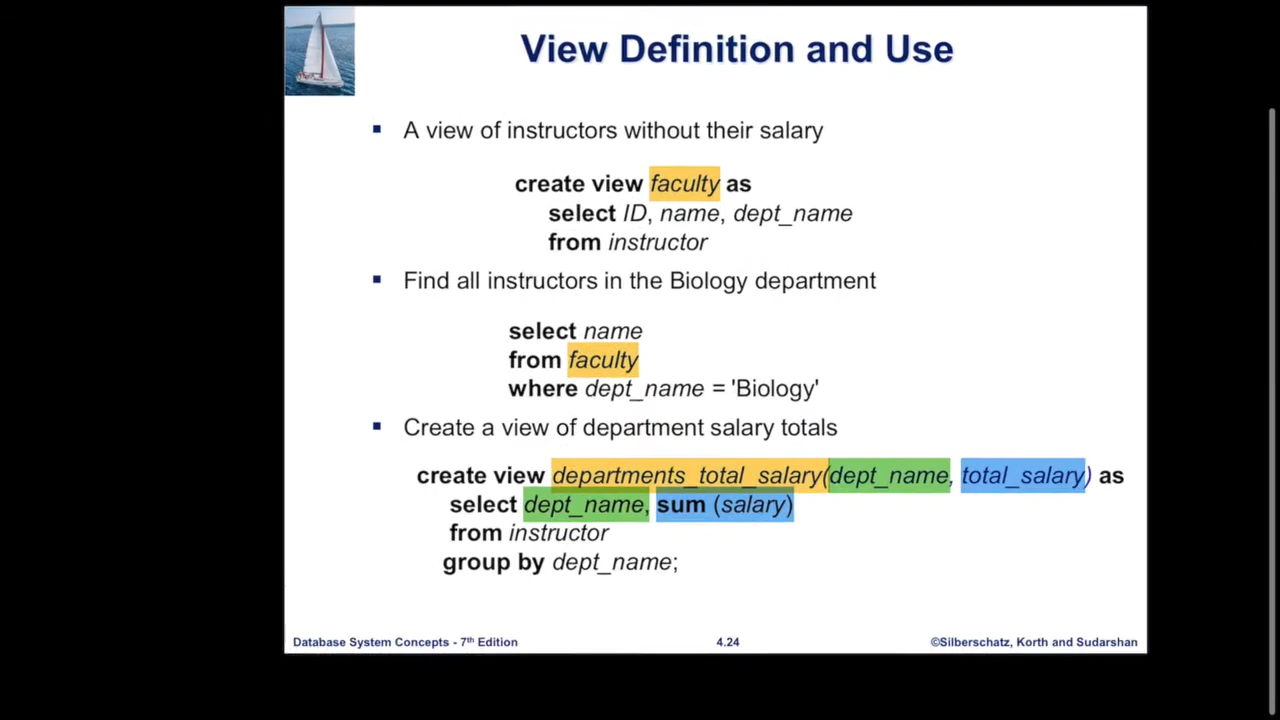 View Definition and Use
▪ A view of instructors without their salary
create view faculty as
select ID, name, dept_name
from instructor
▪ Find all instructors in the Biology department
select name
from faculty
where dept_name = 'Biology'
▪ Create a view of department salary totals
create view departments_total_salary(dept_name, total_salary) as
select dept_name, sum (salary)
from instructor
group by dept_name;
Database System Concepts - 7th Edition 4.24 ©Silberschatz, Korth and Sudarshan